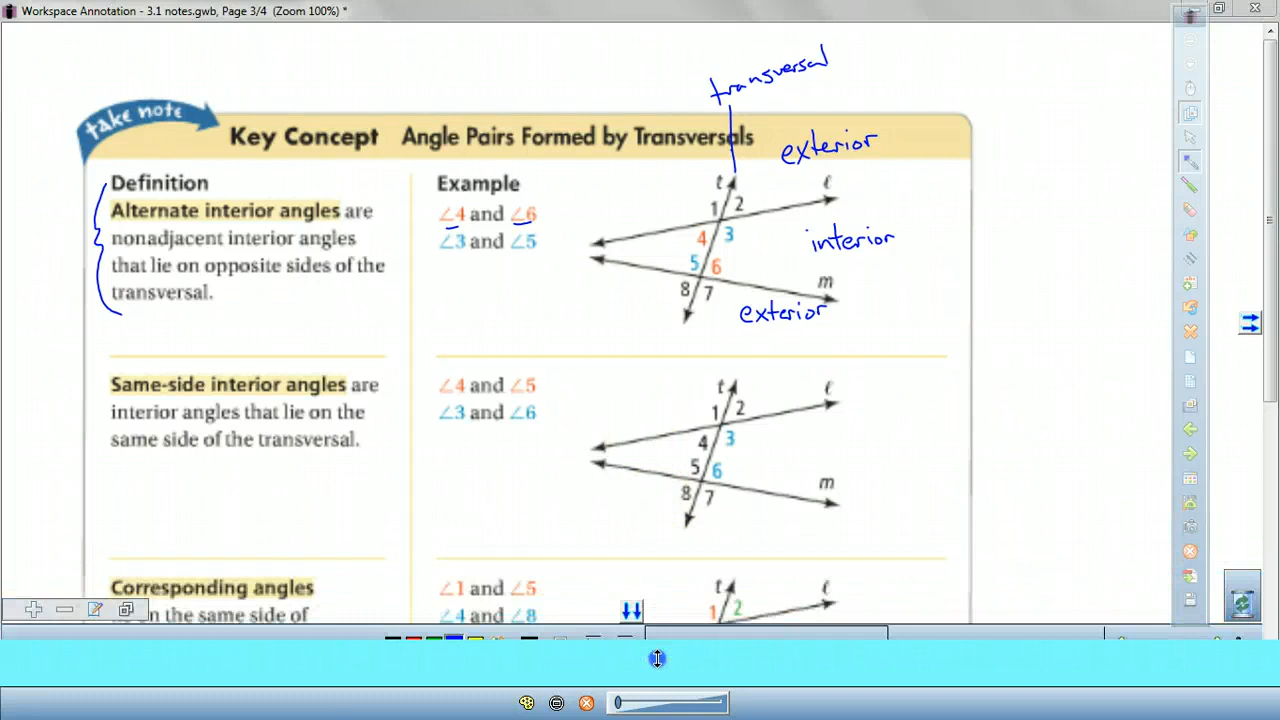 Workspace Annotation - 3.1 notes.gwb, Page 3/4 (Zoom 100%) *
transversal
take note
Key Concept Angle Pairs Formed by Transversals
exterior
Definition
Alternate interior angles are
nonadjacent interior angles
that lie on opposite sides of the
transversal.
Example
∠4 and ∠6
∠3 and ∠5
t
ℓ
1 2
4 3
interior
5 6
m
8 7
exterior
Same-side interior angles are
interior angles that lie on the
same side of the transversal.
∠4 and ∠5
∠3 and ∠6
t
ℓ
1 2
4 3
5 6
m
8 7
Corresponding angles
n the same side of
∠1 and ∠5
∠4 and ∠8
t
ℓ
1 2